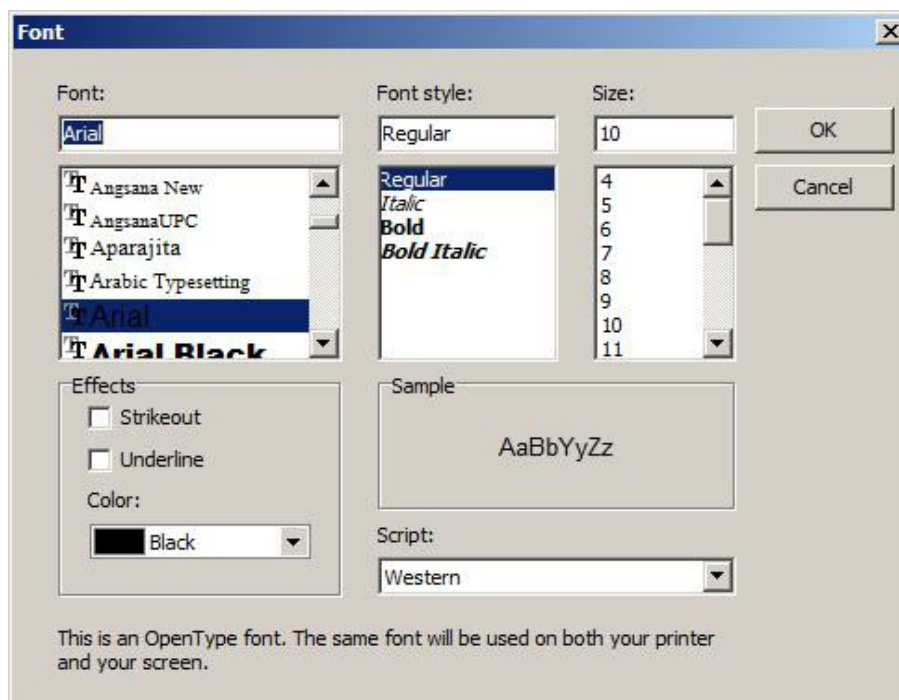 Font
Font:
Font style:
Size:
Arial
Regular
10
OK
Cancel
Angsana New
AngsanaUPC
Aparajita
Arabic Typesetting
Arial
Arial Black
Regular
Italic
Bold
Bold Italic
4
5
6
7
8
9
10
11
Effects
Strikeout
Underline
Color:
Black
Sample
AaBbYyZz
Script:
Western
This is an OpenType font. The same font will be used on both your printer
and your screen.